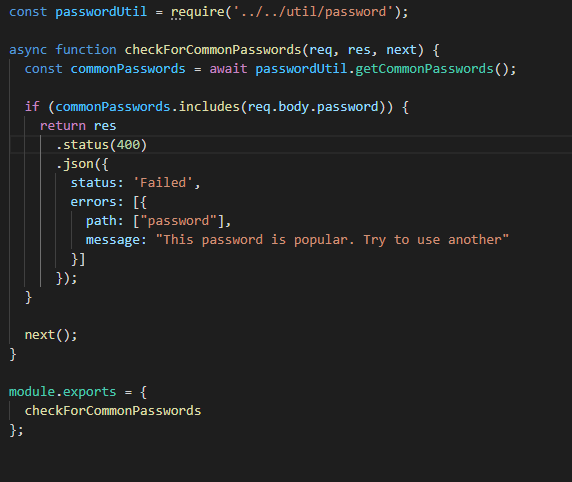 const passwordUtil = require('../../util/password');
async function checkForCommonPasswords(req, res, next) {
const commonPasswords = await passwordUtil.getCommonPasswords();
if (commonPasswords.includes(req.body.password)) {
return res
.status(400)
.json({
status: 'Failed',
errors: [{
path: ["password"],
message: "This password is popular. Try to use another"
}]
});
}
next();
}
module.exports = {
checkForCommonPasswords
};